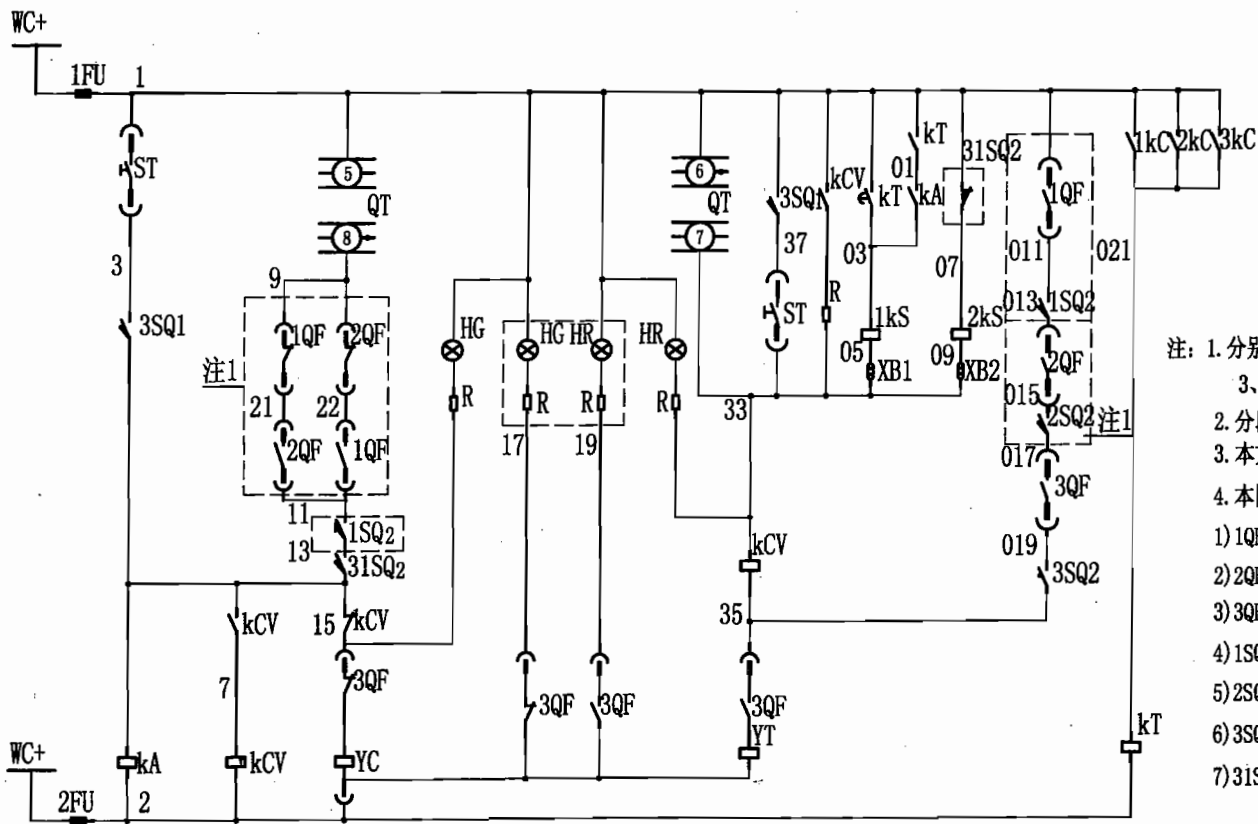 WC+
1FU
1
ST
3
3SQ1
5
QT
8
9
1QF
2QF
注1
21
22
2QF
1QF
11
1SQ2
13
31SQ2
kCV
15
kCV
7
3QF
kA
kCV
YC
WC+
2FU
2
HG
R
HG
HR
R
R
17
19
HR
R
3QF
3QF
6
QT
7
33
kCV
35
3QF
YT
3SQ1
37
ST
kCV
R
kT
03
1kS
05
XB1
kT
01
kA
31SQ2
07
2kS
09
XB2
1QF
011
021
013
1SQ2
2QF
015
2SQ2
注1
017
3QF
019
3SQ2
1kC
2kC
3kC
kT
注: 1.分别
3、
2.分
3.本
4.本
1)1Q
2)2Q
3)3Q
4)1SQ
5)2SQ
6)3SQ
7)31S